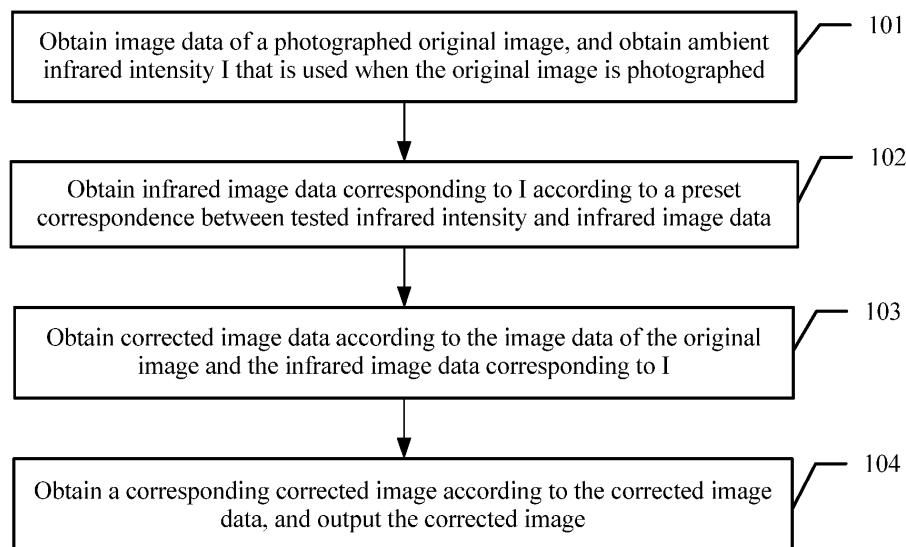 Obtain image data of a photographed original image, and obtain ambient
infrared intensity I that is used when the original image is photographed
101
Obtain infrared image data corresponding to I according to a preset
correspondence between tested infrared intensity and infrared image data
102
Obtain corrected image data according to the image data of the original
image and the infrared image data corresponding to I
103
Obtain a corresponding corrected image according to the corrected image
data, and output the corrected image
104